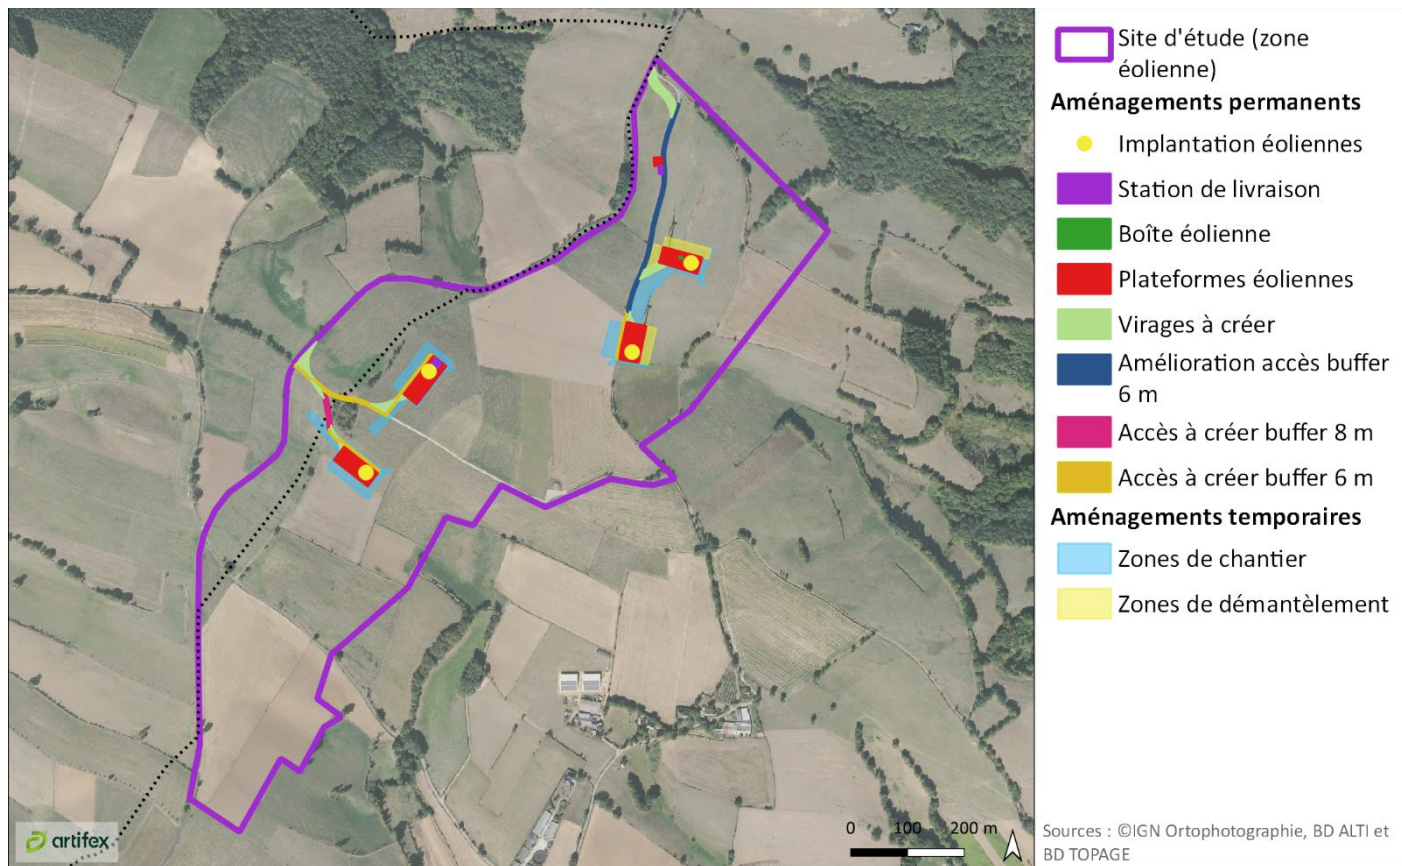 Site d'étude (zone
éolienne)
Aménagements permanents
Implantation éoliennes
Station de livraison
Boîte éolienne
Plateformes éoliennes
Virages à créer
Amélioration accès buffer
6 m
Accès à créer buffer 8 m
Accès à créer buffer 6 m
Aménagements temporaires
Zones de chantier
Zones de démantèlement
0 100 200 m
artifex
Sources : ©IGN Ortophotographie, BD ALTI et
BD TOPAGE